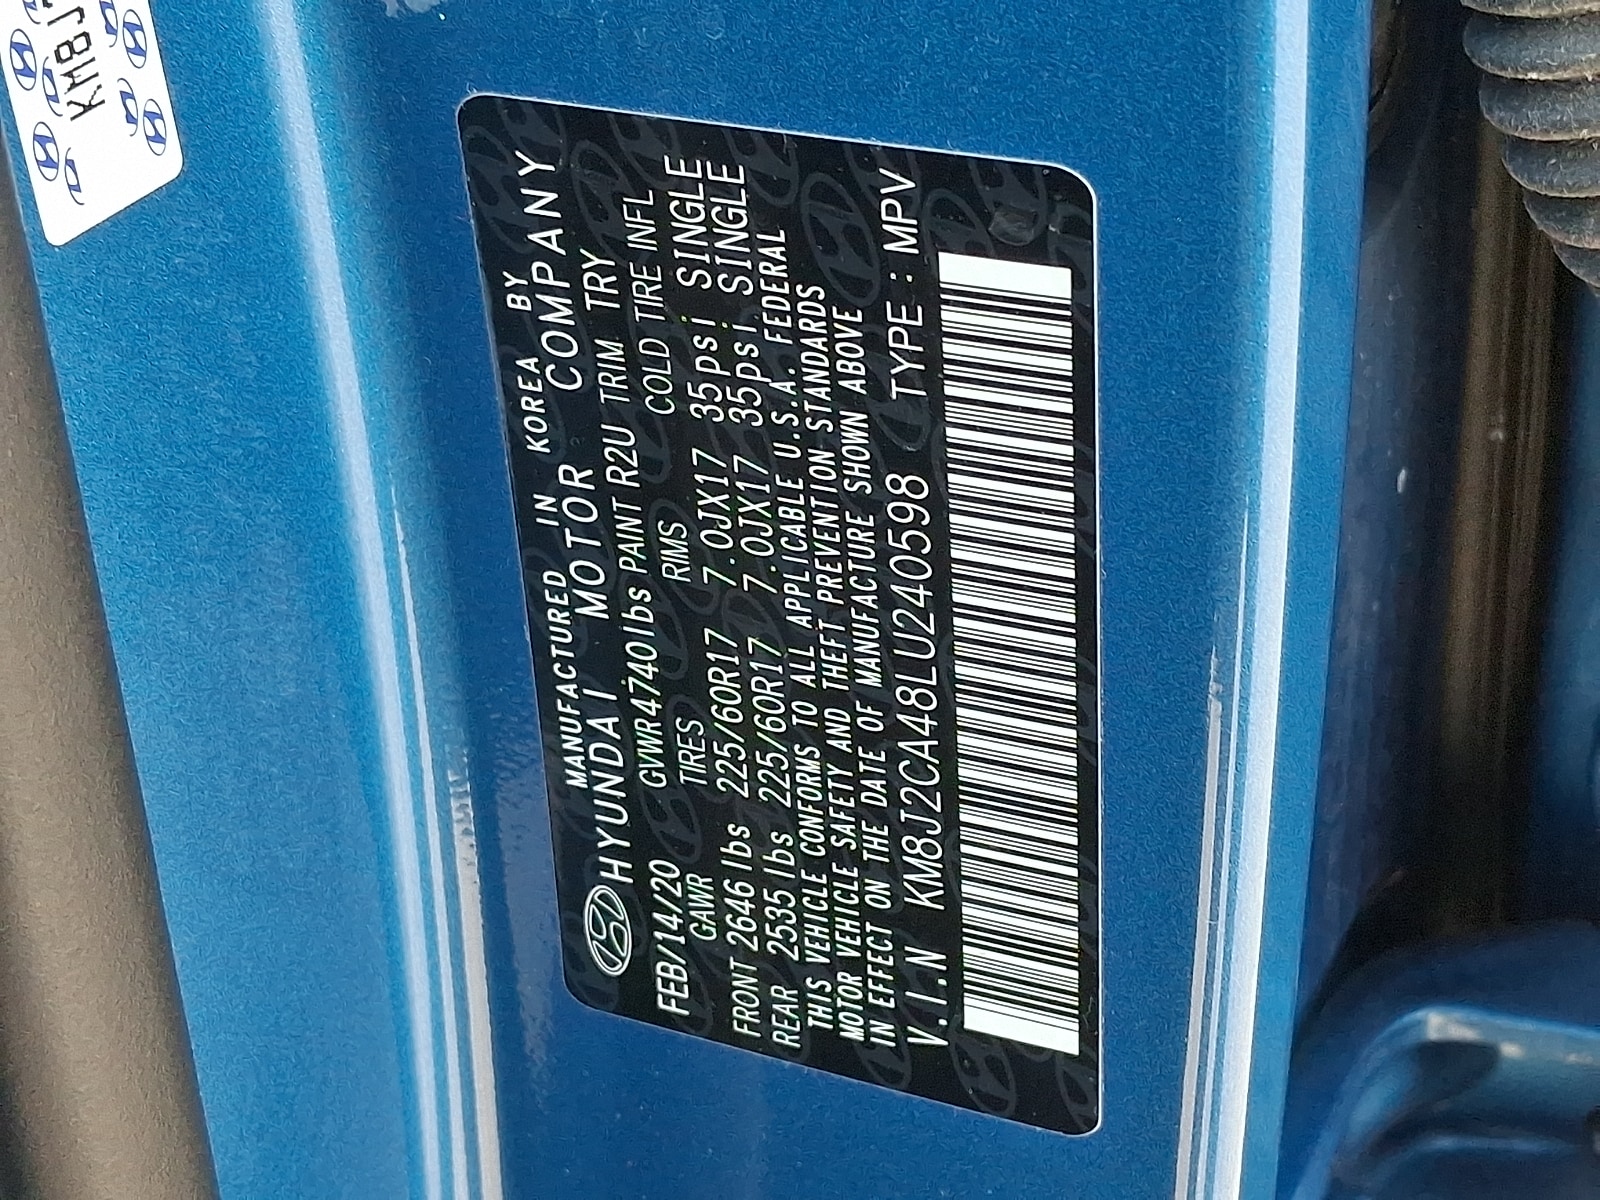 KM8J
MANUFACTURED IN KOREA BY
HYUNDAI MOTOR COMPANY
FEB/14/20 GVWR4740lbs PAINT R2U TRIM TRY
GAWR TIRES RIMS COLD TIRE INFL
FRONT 2646 lbs 225/60R17 7.0JX17 35psi SINGLE
REAR 2535 lbs 225/60R17 7.0JX17 35psi SINGLE
THIS VEHICLE CONFORMS TO ALL APPLICABLE U.S.A. FEDERAL
MOTOR VEHICLE SAFETY AND THEFT PREVENTION STANDARDS
IN EFFECT ON THE DATE OF MANUFACTURE SHOWN ABOVE
V.I.N KM8J2CA48LU240598 TYPE : MPV